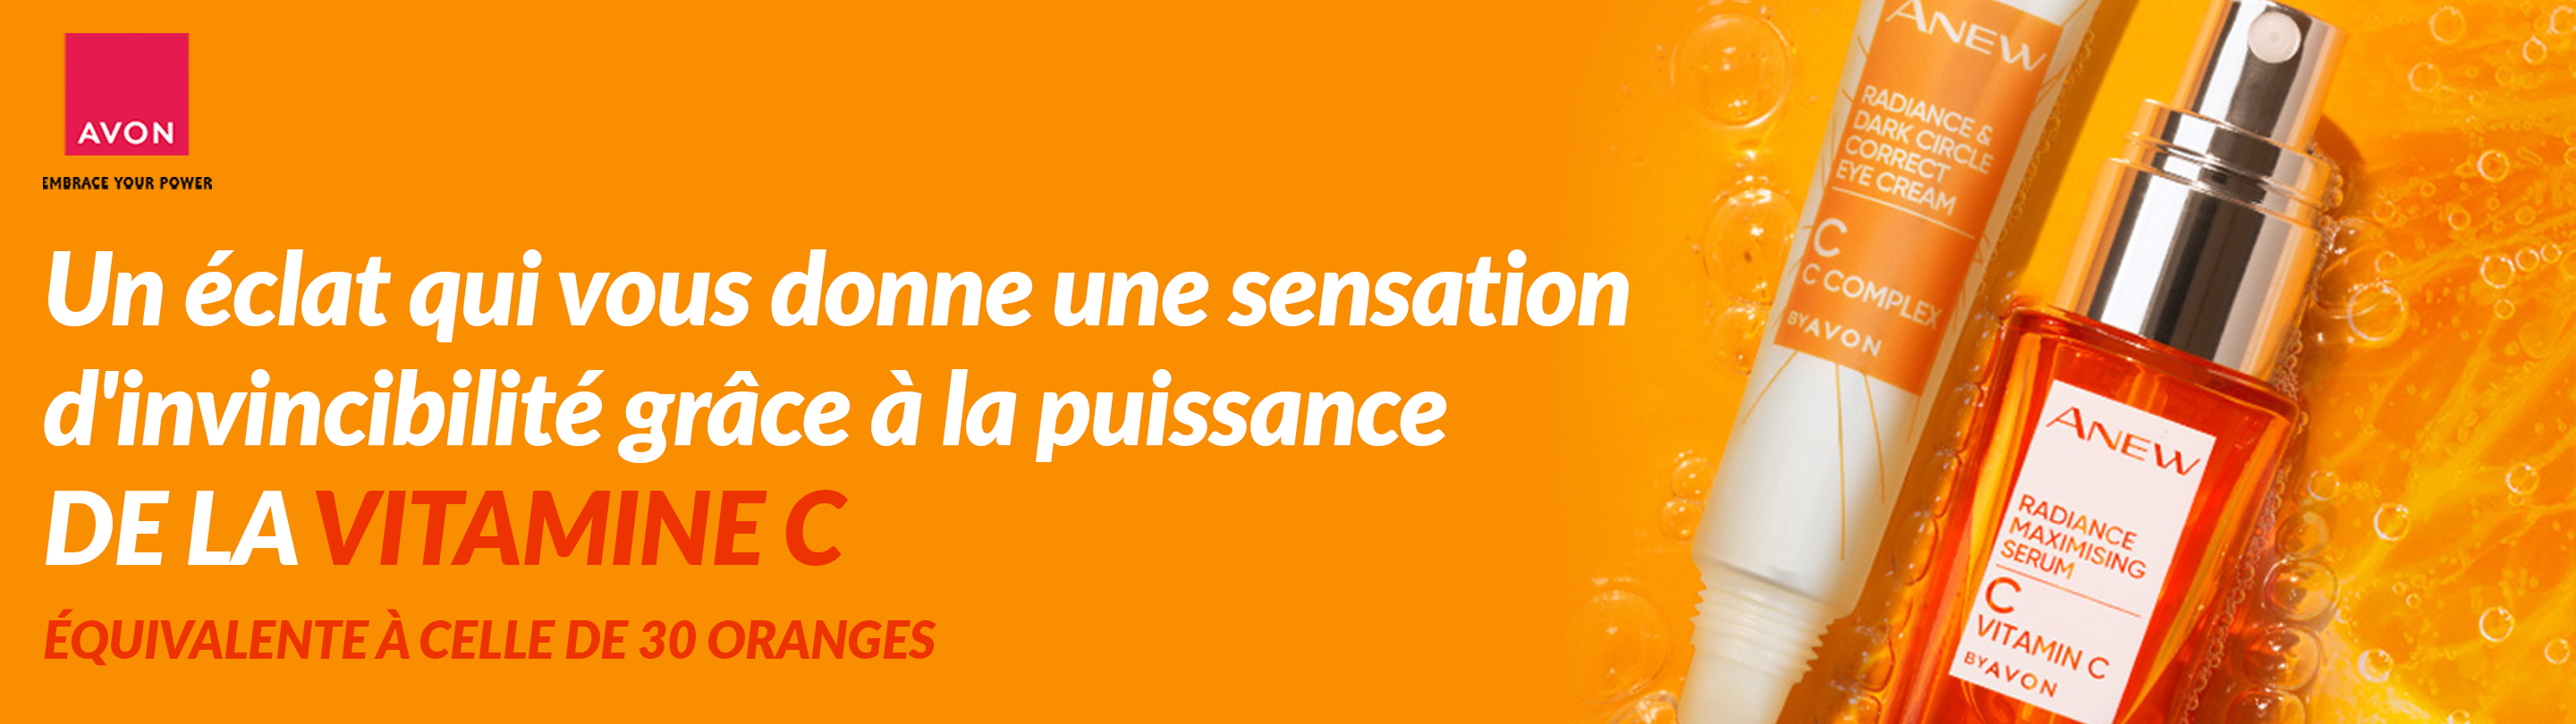 AVON
EMBRACE YOUR POWER
Un éclat qui vous donne une sensation
d'invincibilité grâce à la puissance
DE LA VITAMINE C
ÉQUIVALENTE À CELLE DE 30 ORANGES
ANEW
RADIANCE &
DARK CIRCLE
CORRECT
EYE CREAM
C
C COMPLEX
BY AVON
ANEW
RADIANCE
MAXIMISING
SERUM
C
VITAMIN C
BY AVON